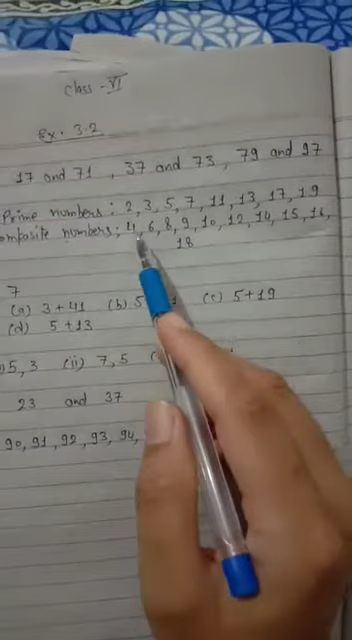 Class - VI
Ex. 3.2
17 and 71 , 37 and 73 , 79 and 97
Prime numbers : 2, 3, 5, 7, 11, 13, 17, 19
omposite numbers ; 4, 6, 8, 9, 10, 12, 14, 15, 16,
18
7
(a) 3 + 41 (b) 5 1 (c) 5 + 19
(d) 5 + 13
5, 3 (ii) 7, 5
23 and 37
90, 91, 92, 93, 94,